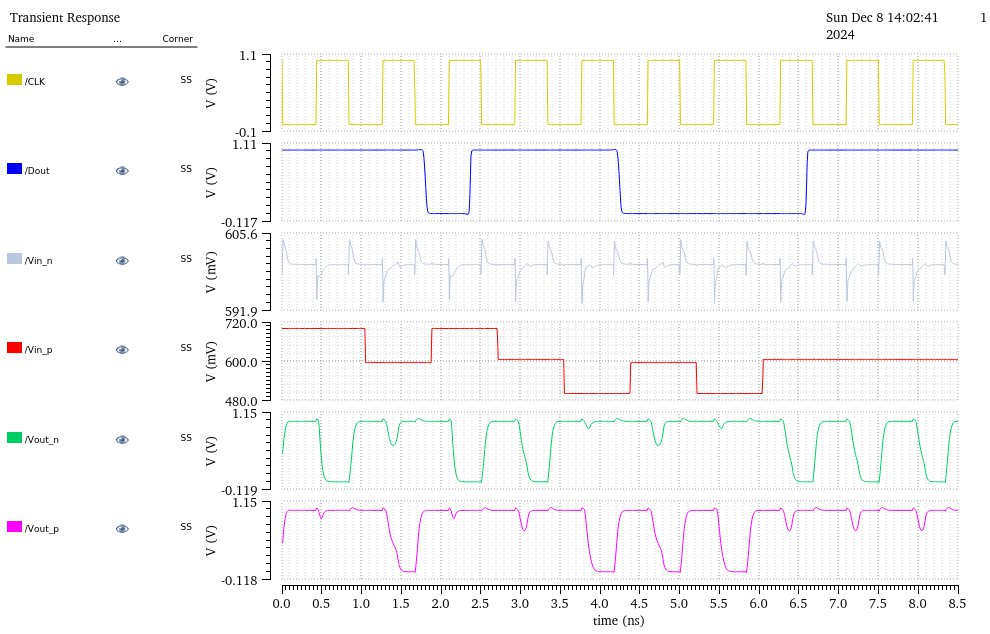 Transient Response
Sun Dec 8 14:02:41 1
2024
Name ... Corner
/CLK SS
V (V)
1.1
-0.1
/Dout SS
V (V)
1.11
-0.117
/Vin_n SS
V (mV)
605.6
591.9
/Vin_p SS
V (mV)
720.0
600.0
480.0
/Vout_n SS
V (V)
1.15
-0.119
/Vout_p SS
V (V)
1.15
-0.118
0.0 0.5 1.0 1.5 2.0 2.5 3.0 3.5 4.0 4.5 5.0 5.5 6.0 6.5 7.0 7.5 8.0 8.5
time (ns)